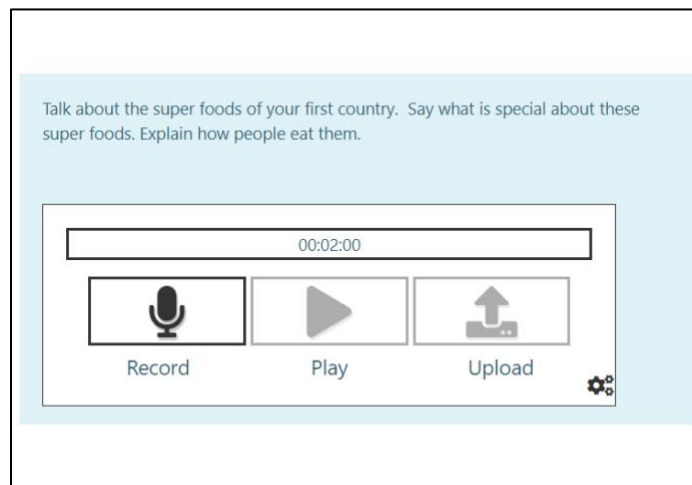 Talk about the super foods of your first country.  Say what is special about these
super foods. Explain how people eat them.
00:02:00
Record Play Upload